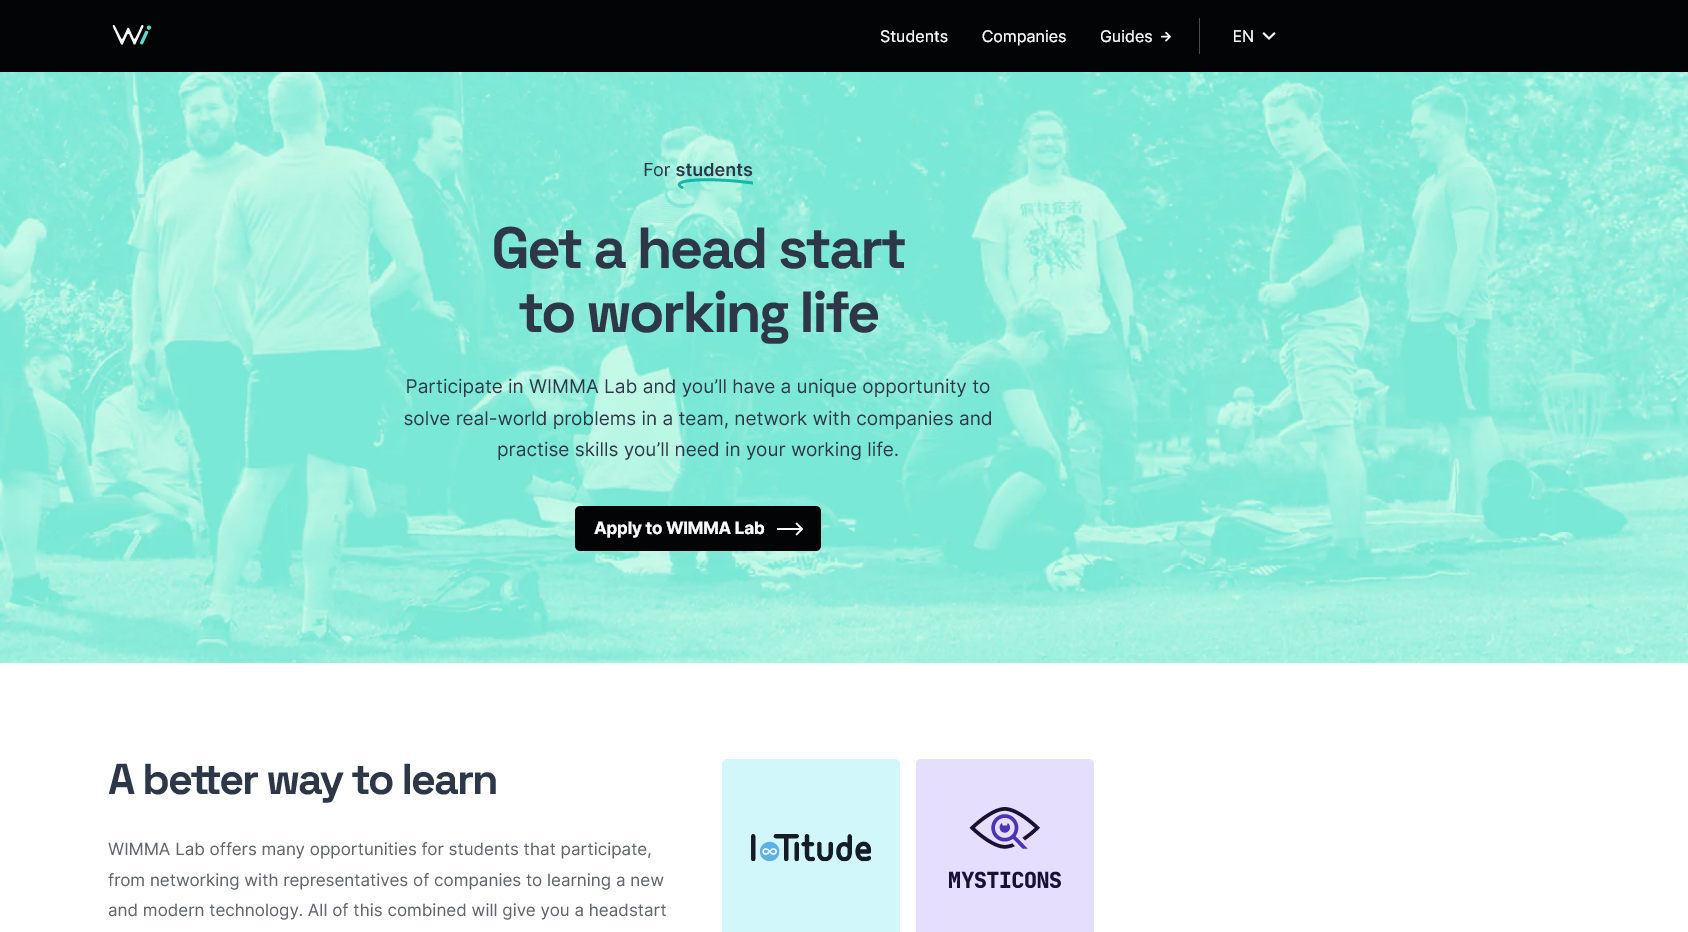 Wi
Students
Companies
Guides →
EN
For students
Get a head start
to working life
Participate in WIMMA Lab and you’ll have a unique opportunity to
solve real-world problems in a team, network with companies and
practise skills you’ll need in your working life.
Apply to WIMMA Lab →
A better way to learn
WIMMA Lab offers many opportunities for students that participate,
from networking with representatives of companies to learning a new
and modern technology. All of this combined will give you a headstart
IoTitude
MYSTICONS